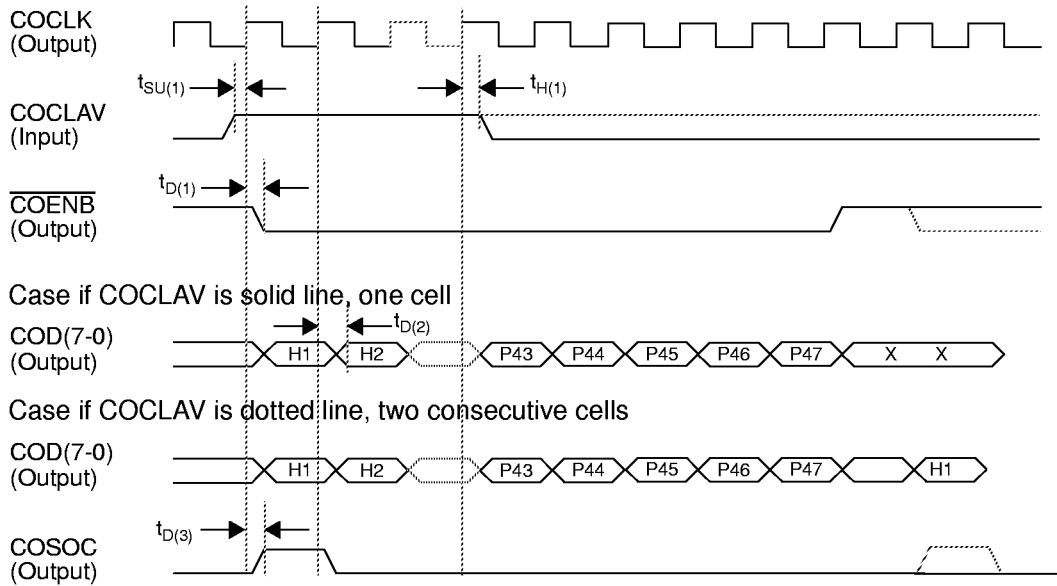 COCLK
(Output)
tSU(1)
tH(1)
COCLAV
(Input)
tD(1)
COENB
(Output)
Case if COCLAV is solid line, one cell
tD(2)
COD(7-0)
(Output)
H1 H2 P43 P44 P45 P46 P47 X X
Case if COCLAV is dotted line, two consecutive cells
COD(7-0)
(Output)
H1 H2 P43 P44 P45 P46 P47 H1
tD(3)
COSOC
(Output)